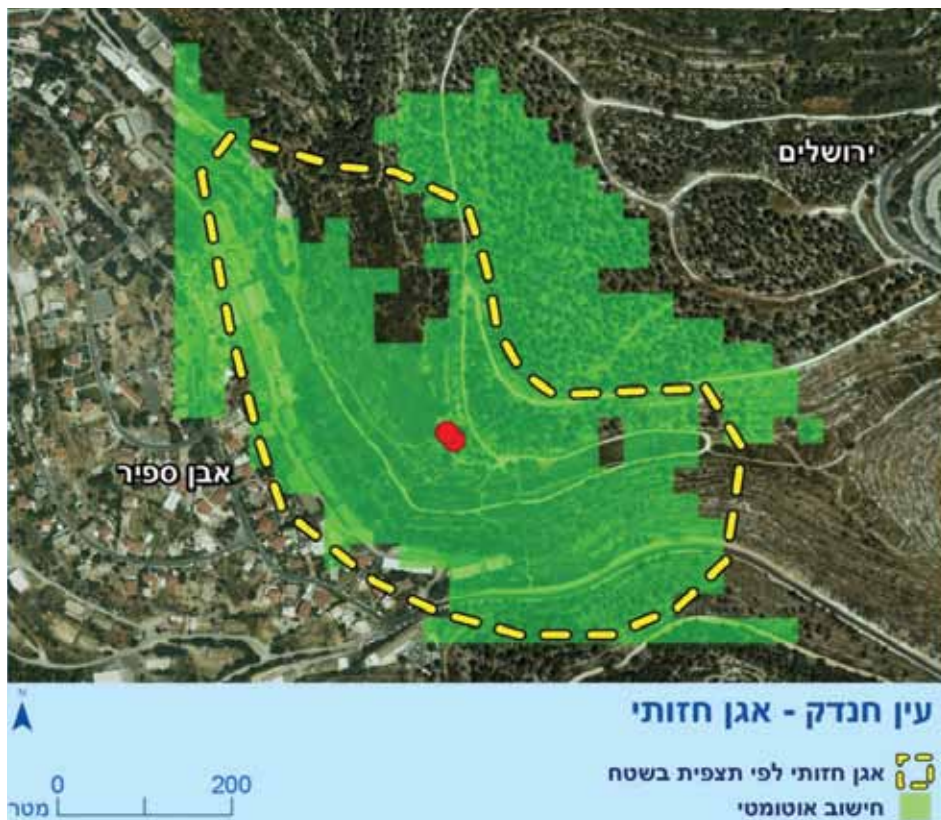 ירושלים
אבן ספיר
עין חנדק - אגן חזותי
N
אגן חזותי לפי תצפית בשטח
חישוב אוטומטי
0 200
מטר